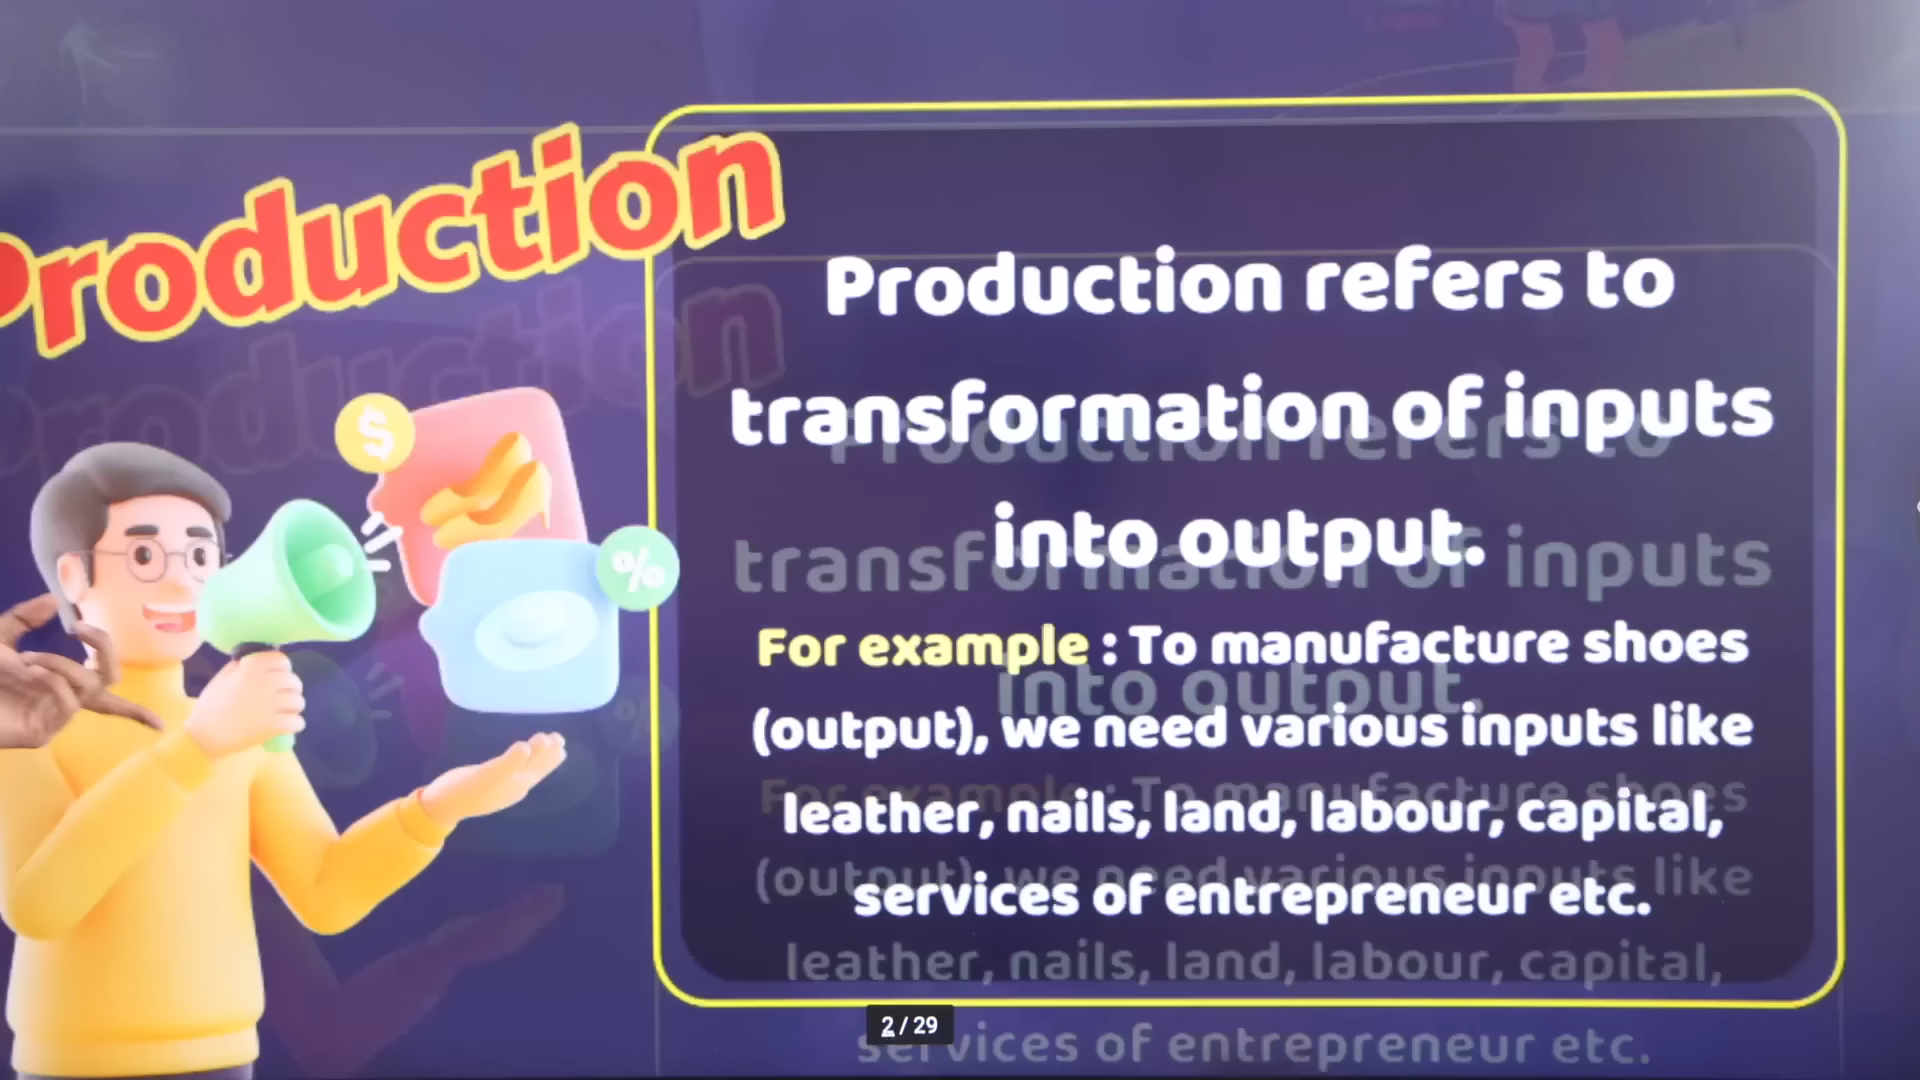 Production
Production refers to
transformation of inputs
into output.
For example : To manufacture shoes
(output), we need various inputs like
leather, nails, land, labour, capital,
services of entrepreneur etc.
$
%
2 / 29